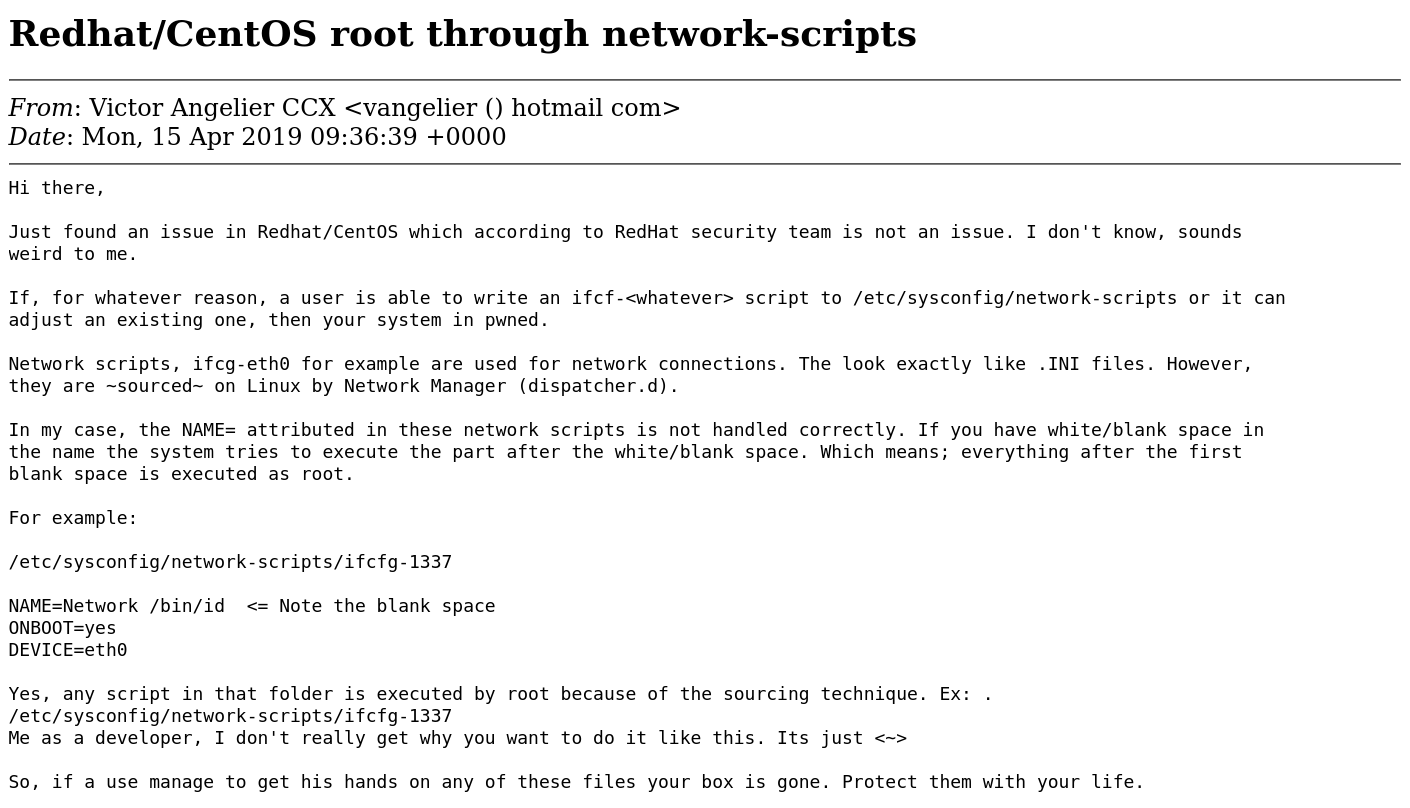 Redhat/CentOS root through network-scripts
From: Victor Angelier CCX <vangelier () hotmail com>
Date: Mon, 15 Apr 2019 09:36:39 +0000
Hi there,
Just found an issue in Redhat/CentOS which according to RedHat security team is not an issue. I don't know, sounds
weird to me.
If, for whatever reason, a user is able to write an ifcf-<whatever> script to /etc/sysconfig/network-scripts or it can
adjust an existing one, then your system in pwned.
Network scripts, ifcg-eth0 for example are used for network connections. The look exactly like .INI files. However,
they are ~sourced~ on Linux by Network Manager (dispatcher.d).
In my case, the NAME= attributed in these network scripts is not handled correctly. If you have white/blank space in
the name the system tries to execute the part after the white/blank space. Which means; everything after the first
blank space is executed as root.
For example:
/etc/sysconfig/network-scripts/ifcfg-1337
NAME=Network /bin/id  <= Note the blank space
ONBOOT=yes
DEVICE=eth0
Yes, any script in that folder is executed by root because of the sourcing technique. Ex: .
/etc/sysconfig/network-scripts/ifcfg-1337
Me as a developer, I don't really get why you want to do it like this. Its just <~>
So, if a use manage to get his hands on any of these files your box is gone. Protect them with your life.